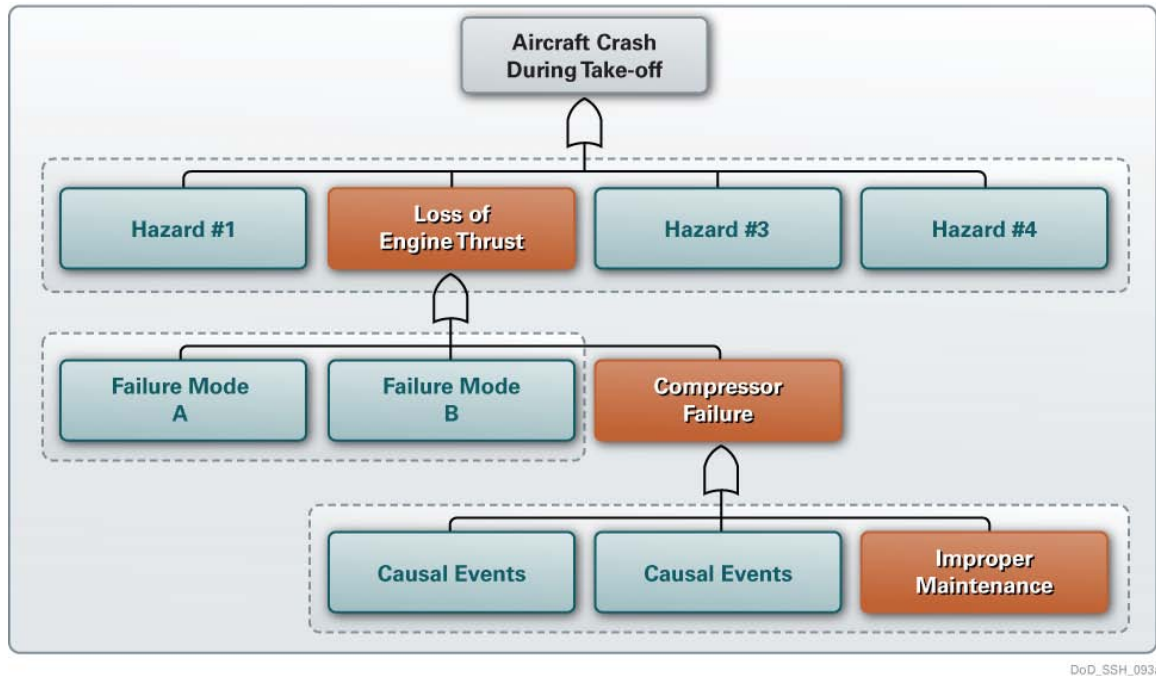 Aircraft Crash
During Take-off
Hazard #1
Loss of
Engine Thrust
Hazard #3
Hazard #4
Failure Mode
A
Failure Mode
B
Compressor
Failure
Causal Events
Causal Events
Improper
Maintenance
DoD_SSH_093a